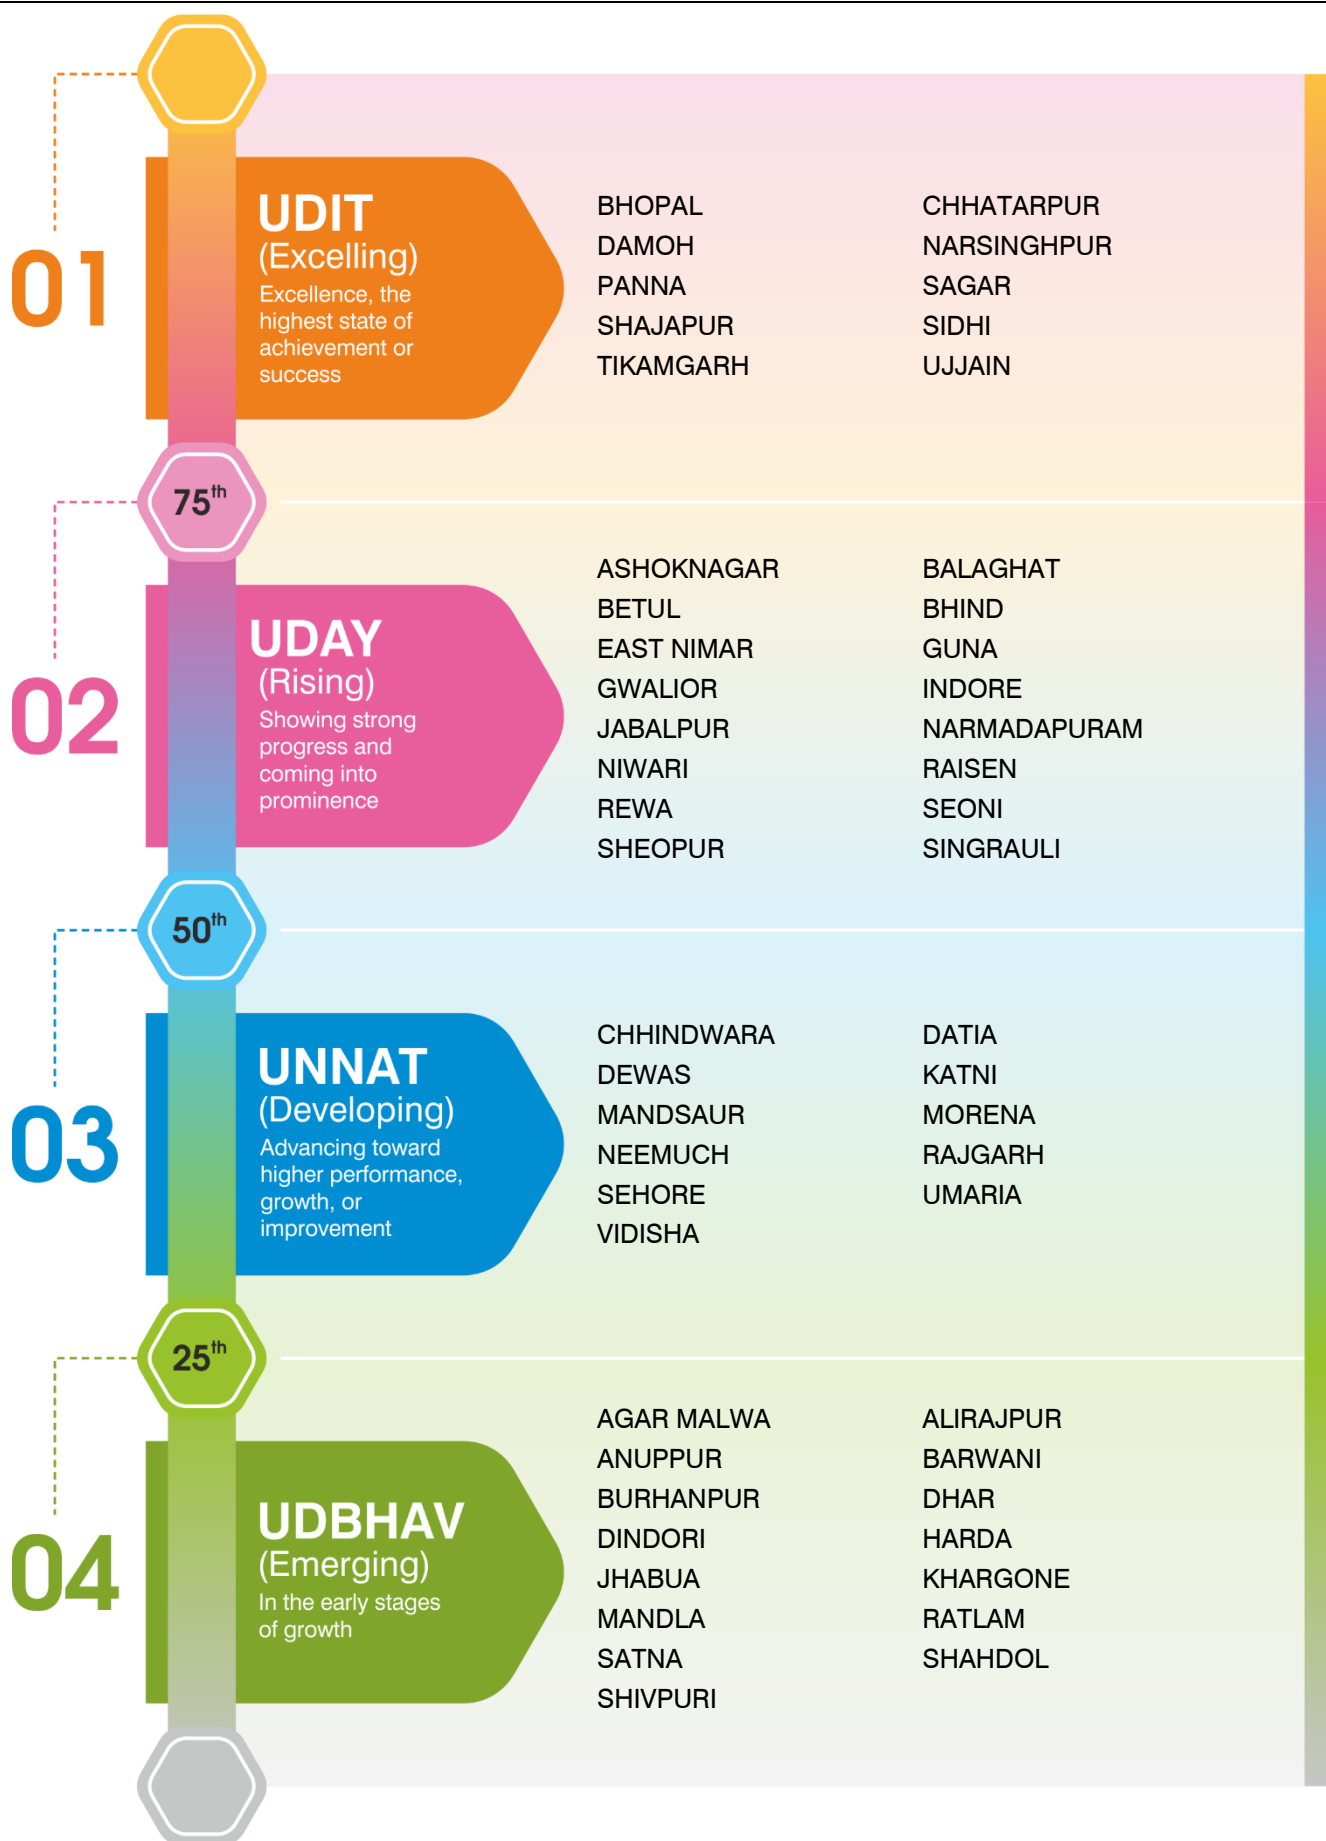 01
UDIT
(Excelling)
Excellence, the
highest state of
achievement or
success
BHOPAL CHHATARPUR
DAMOH NARSINGHPUR
PANNA SAGAR
SHAJAPUR SIDHI
TIKAMGARH UJJAIN
75th
02
UDAY
(Rising)
Showing strong
progress and
coming into
prominence
ASHOKNAGAR BALAGHAT
BETUL BHIND
EAST NIMAR GUNA
GWALIOR INDORE
JABALPUR NARMADAPURAM
NIWARI RAISEN
REWA SEONI
SHEOPUR SINGRAULI
50th
03
UNNAT
(Developing)
Advancing toward
higher performance,
growth, or
improvement
CHHINDWARA DATIA
DEWAS KATNI
MANDSAUR MORENA
NEEMUCH RAJGARH
SEHORE UMARIA
VIDISHA
25th
04
UDBHAV
(Emerging)
In the early stages
of growth
AGAR MALWA ALIRAJPUR
ANUPPUR BARWANI
BURHANPUR DHAR
DINDORI HARDA
JHABUA KHARGONE
MANDLA RATLAM
SATNA SHAHDOL
SHIVPURI